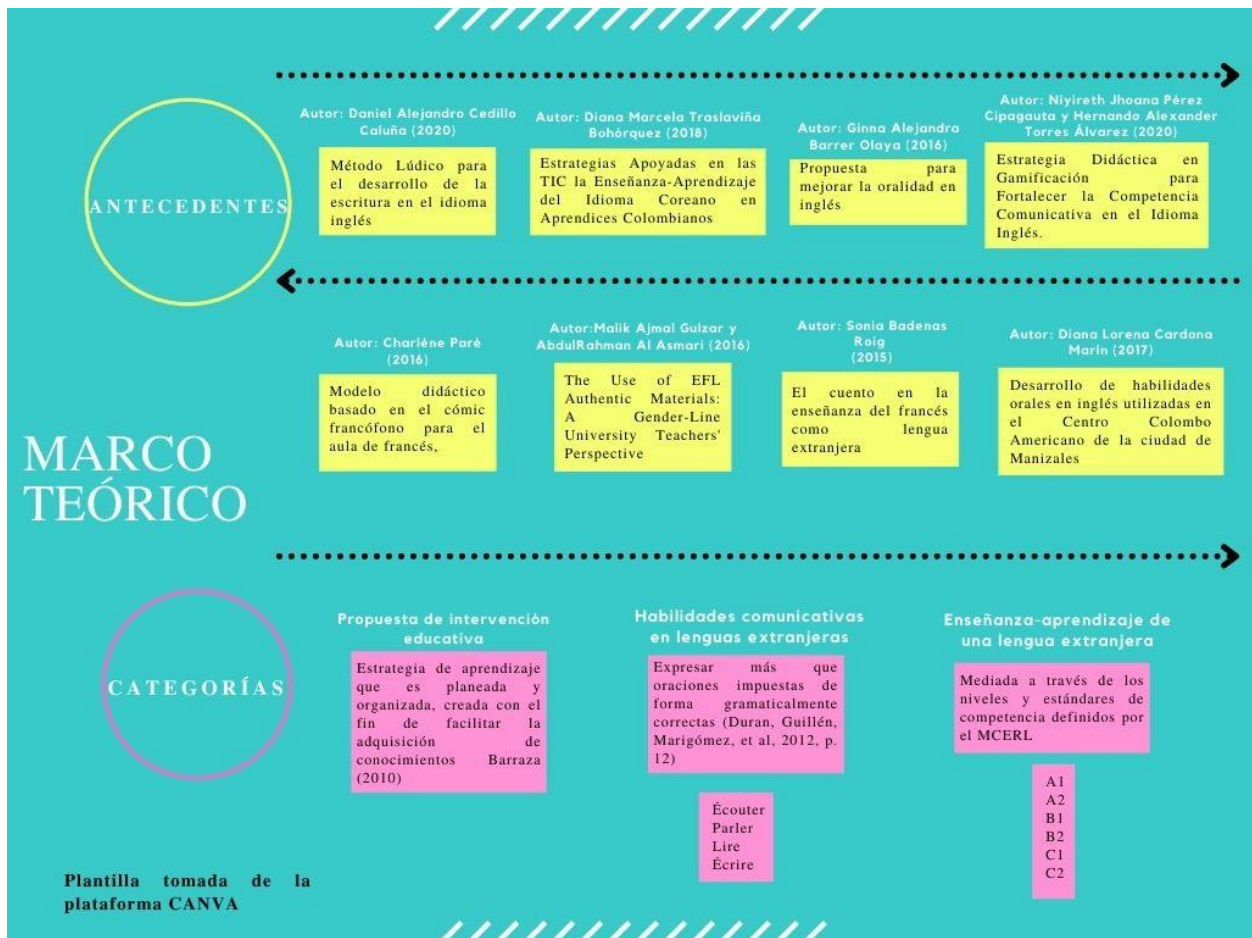 ANTECEDENTES
Autor: Daniel Alejandro Cedillo
Caluña (2020)
Método Lúdico para
el desarrollo de la
escritura en el idioma
inglés
Autor: Diana Marcela Traslaviña
Bohórquez (2018)
Estrategias Apoyadas en las
TIC la Enseñanza-Aprendizaje
del Idioma Coreano en
Aprendices Colombianos
Autor: Ginna Alejandra
Barrer Olaya (2016)
Propuesta para
mejorar la oralidad en
inglés
Autor: Niyireth Jhoana Pérez
Cipagauta y Hernando Alexander
Torres Álvarez (2020)
Estrategia Didáctica en
Gamificación para
Fortalecer la Competencia
Comunicativa en el Idioma
Inglés.
Autor: Charlène Parè
(2016)
Modelo didáctico
basado en el cómic
francófono para el
aula de francés,
Autor:Malik Ajmal Gulzar y
AbdulRahman Al Asmari (2016)
The Use of EFL
Authentic Materials:
A Gender-Line
University Teachers'
Perspective
Autor: Sonia Badenas
Roig
(2015)
El cuento en la
enseñanza del francés
como lengua
extranjera
Autor: Diana Lorena Cardona
Marín (2017)
Desarrollo de habilidades
orales en inglés utilizadas en
el Centro Colombo
Americano de la ciudad de
Manizales
MARCO
TEÓRICO
CATEGORÍAS
Propuesta de intervención
educativa
Estrategia de aprendizaje
que es planeada y
organizada, creada con el
fin de facilitar la
adquisición de
conocimientos Barraza
(2010)
Habilidades comunicativas
en lenguas extranjeras
Expresar más que
oraciones impuestas de
forma gramaticalmente
correctas (Duran, Guillén,
Marigómez, et al, 2012, p.
12)
Écouter
Parler
Lire
Écrire
Enseñanza-aprendizaje de
una lengua extranjera
Mediada a través de los
niveles y estándares de
competencia definidos por
el MCERL
A1
A2
B1
B2
C1
C2
Plantilla tomada de la
plataforma CANVA